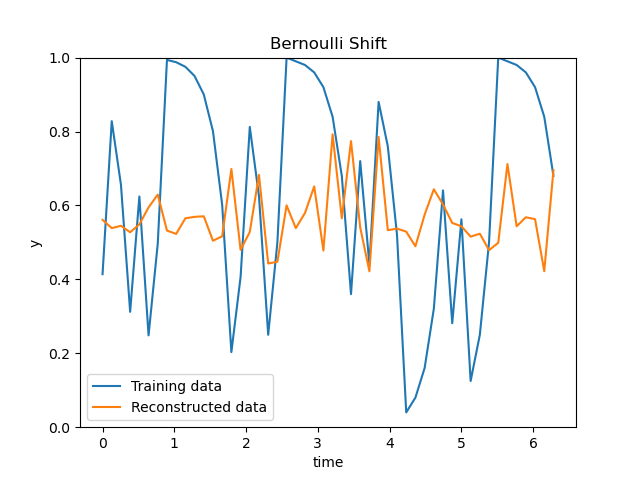 Bernoulli Shift
1.0
0.8
0.6
0.4
0.2
0.0
y
0 1 2 3 4 5 6
time
Training data
Reconstructed data